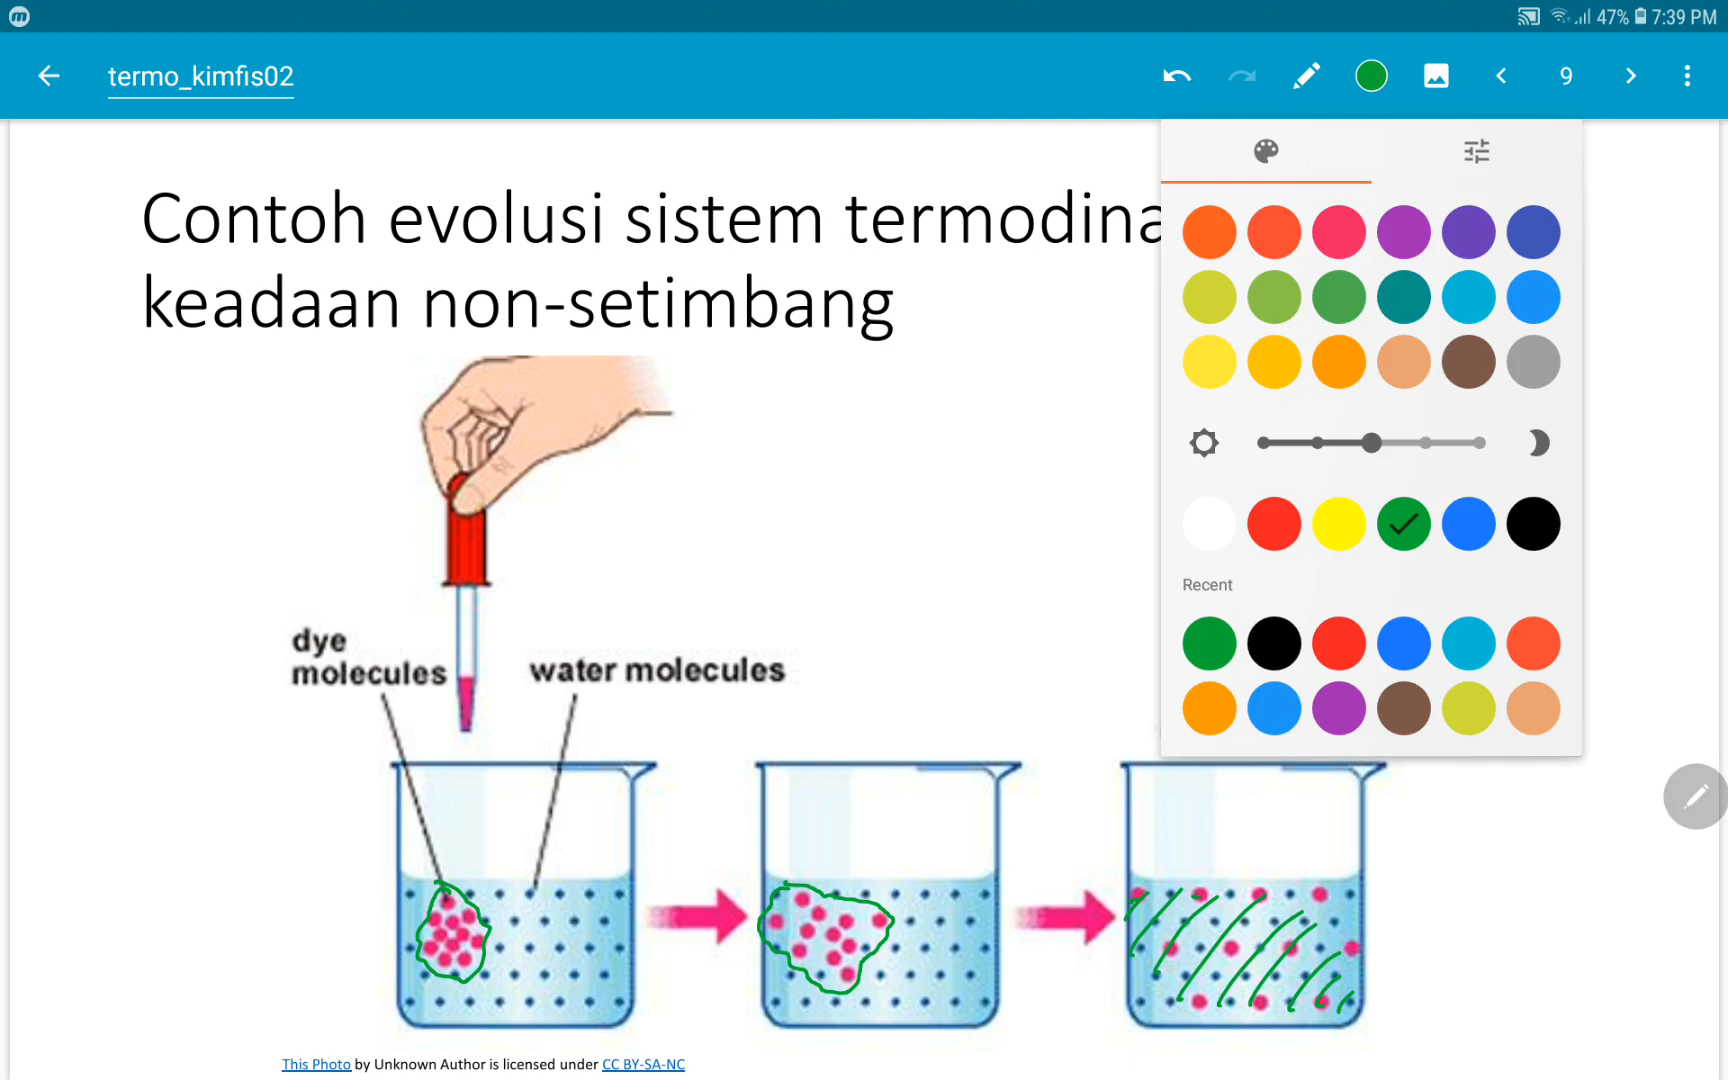 47% 7:39 PM
termo_kimfis02
9
Contoh evolusi sistem termodina
keadaan non-setimbang
Recent
dye
molecules
water molecules
This Photo by Unknown Author is licensed under CC BY-SA-NC